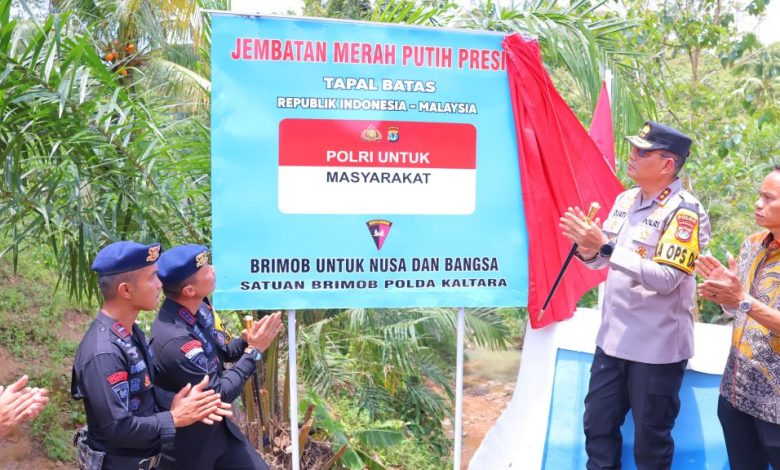 JEMBATAN MERAH PUTIH PRESI
TAPAL BATAS
REPUBLIK INDONESIA - MALAYSIA
POLRI UNTUK
MASYARAKAT
BRIMOB UNTUK NUSA DAN BANGSA
SATUAN BRIMOB POLDA KALTARA
POLRI
A OPS D